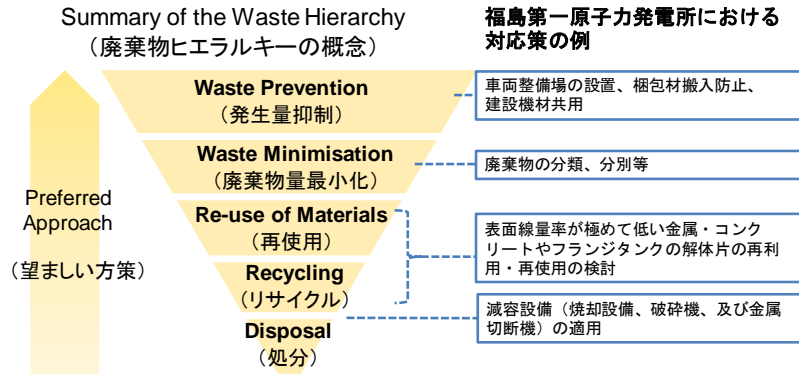 Summary of the Waste Hierarchy
（廃棄物ヒエラルキーの概念）
福島第一原子力発電所における
対応策の例
Preferred
Approach
（望ましい方策）
Waste Prevention
（発生量抑制）
車両整備場の設置、梱包材搬入防止、
建設機材共用
Waste Minimisation
（廃棄物量最小化）
廃棄物の分類、分別等
Re-use of Materials
（再使用）
Recycling
（リサイクル）
表面線量率が極めて低い金属・コンク
リートやフランジタンクの解体片の再利
用・再使用の検討
Disposal
（処分）
減容設備（焼却設備、破砕機、及び金属
切断機）の適用